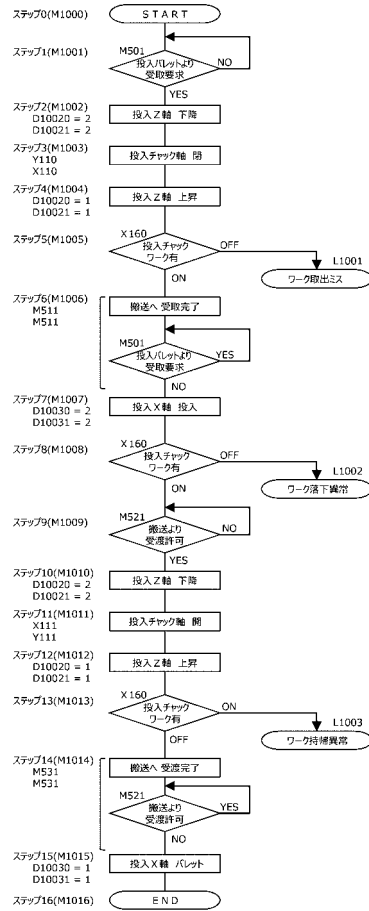 ステップ0(M1000)
START
ステップ1(M1001)
M501
投入パレットより
受取要求
NO
YES
ステップ2(M1002)
D10020 = 2
D10021 = 2
投入Z軸 下降
ステップ3(M1003)
Y110
X110
投入チャック軸 閉
ステップ4(M1004)
D10020 = 1
D10021 = 1
投入Z軸 上昇
ステップ5(M1005)
X160
投入チャック
ワーク有
OFF
ON
L1001
ワーク取出ミス
ステップ6(M1006)
M511
M511
搬送へ 受取完了
M501
投入パレットより
受取要求
YES
NO
ステップ7(M1007)
D10030 = 2
D10031 = 2
投入X軸 投入
ステップ8(M1008)
X160
投入チャック
ワーク有
OFF
ON
L1002
ワーク落下異常
ステップ9(M1009)
M521
搬送より
受渡許可
NO
YES
ステップ10(M1010)
D10020 = 2
D10021 = 2
投入Z軸 下降
ステップ11(M1011)
X111
Y111
投入チャック軸 開
ステップ12(M1012)
D10020 = 1
D10021 = 1
投入Z軸 上昇
ステップ13(M1013)
X160
投入チャック
ワーク有
ON
OFF
L1003
ワーク持帰異常
ステップ14(M1014)
M531
M531
搬送へ 受渡完了
M521
搬送より
受渡許可
YES
NO
ステップ15(M1015)
D10030 = 1
D10031 = 1
投入X軸 パレット
ステップ16(M1016)
END